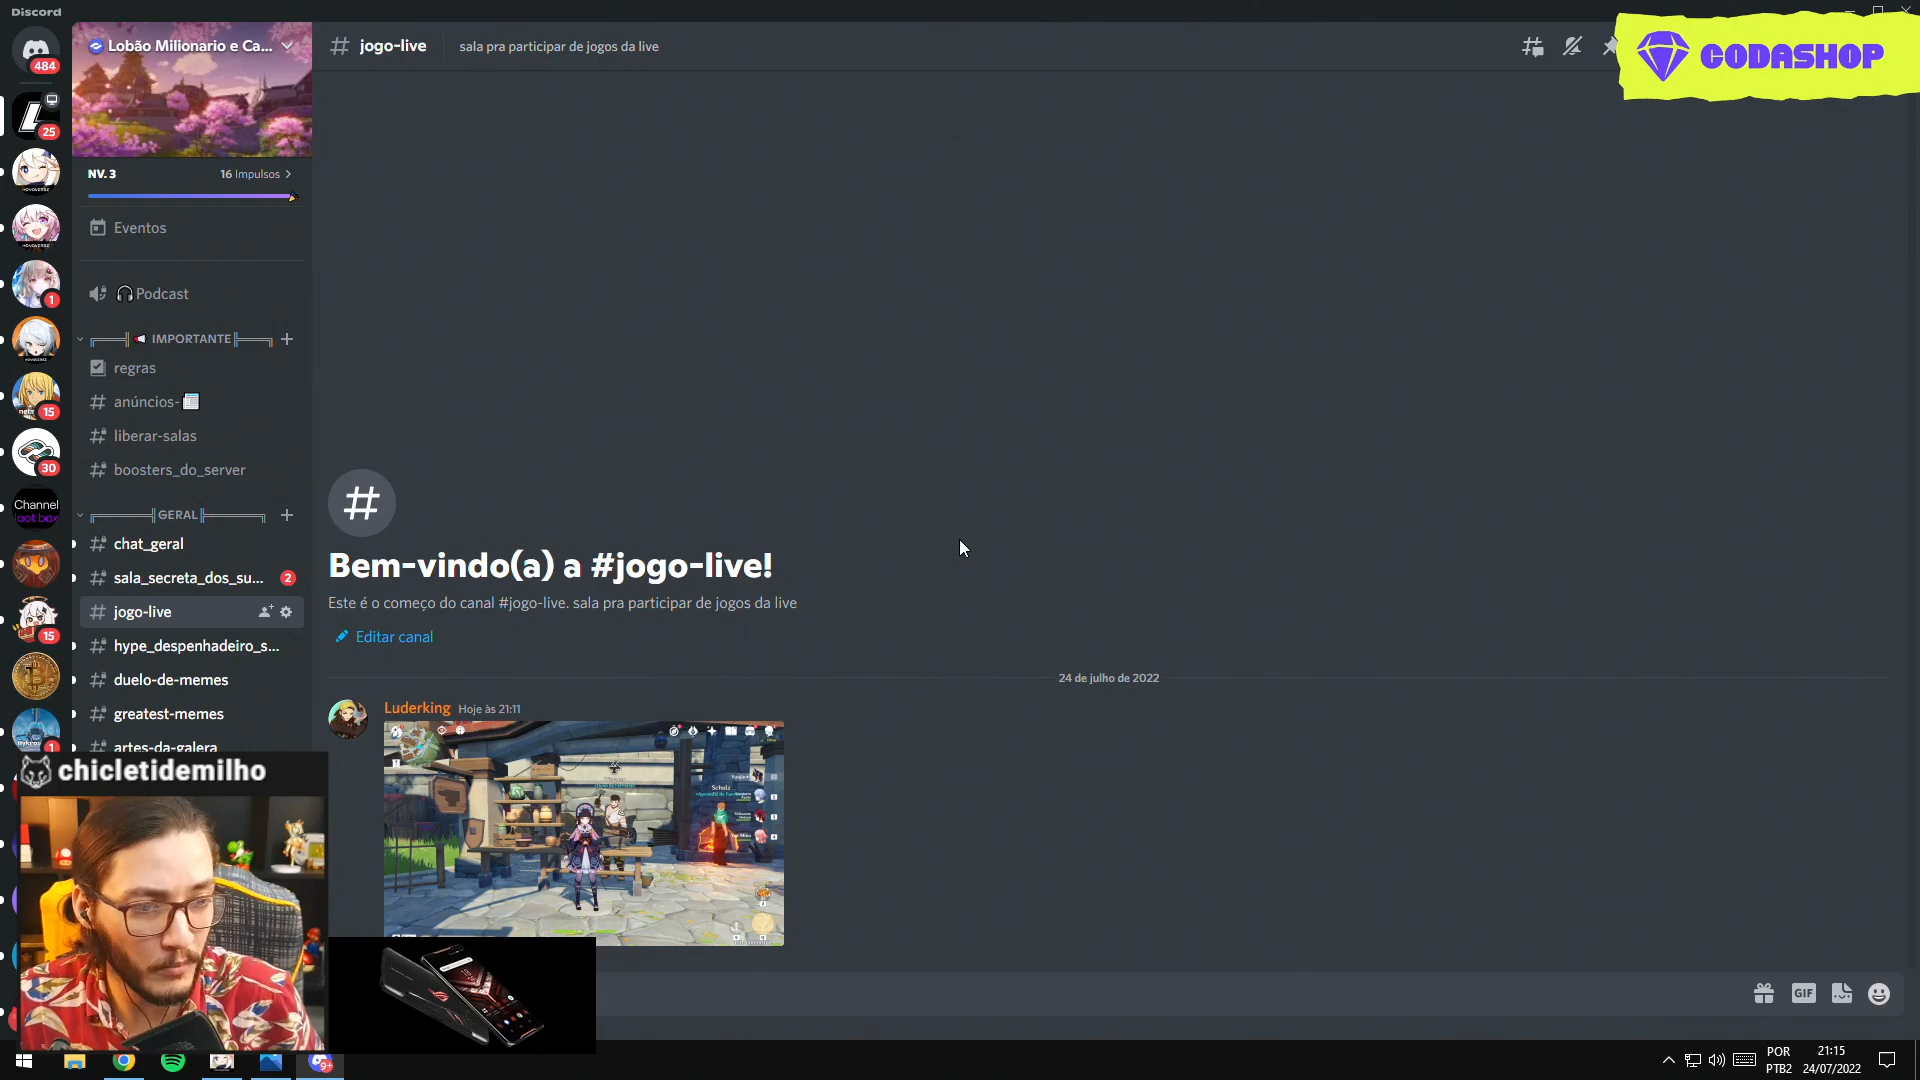 Discord
484
25
1
15
30
Channel
loot box
15
1
Lobão Milionario e Ca...
NV. 3
16 Impulsos
Eventos
Podcast
IMPORTANTE
regras
anúncios-
liberar-salas
boosters_do_server
GERAL
chat_geral
sala_secreta_dos_su...
2
jogo-live
hype_despenhadeiro_s...
duelo-de-memes
greatest-memes
artes-da-galera
jogo-live
sala pra participar de jogos da live
CODASHOP
Bem-vindo(a) a #jogo-live!
Este é o começo do canal #jogo-live. sala pra participar de jogos da live
Editar canal
24 de julho de 2022
Luderking Hoje às 21:11
Schulz
GIF
chicletidemilho
9+
POR
PTB2
21:15
24/07/2022